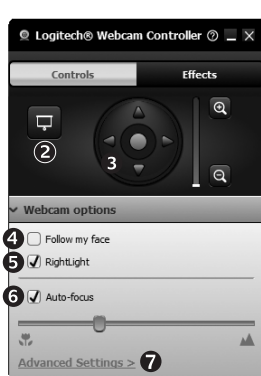 Logitech® Webcam Controller
Controls Effects
2
3
Webcam options
4 Follow my face
5 RightLight
6 Auto-focus
Advanced Settings > 7